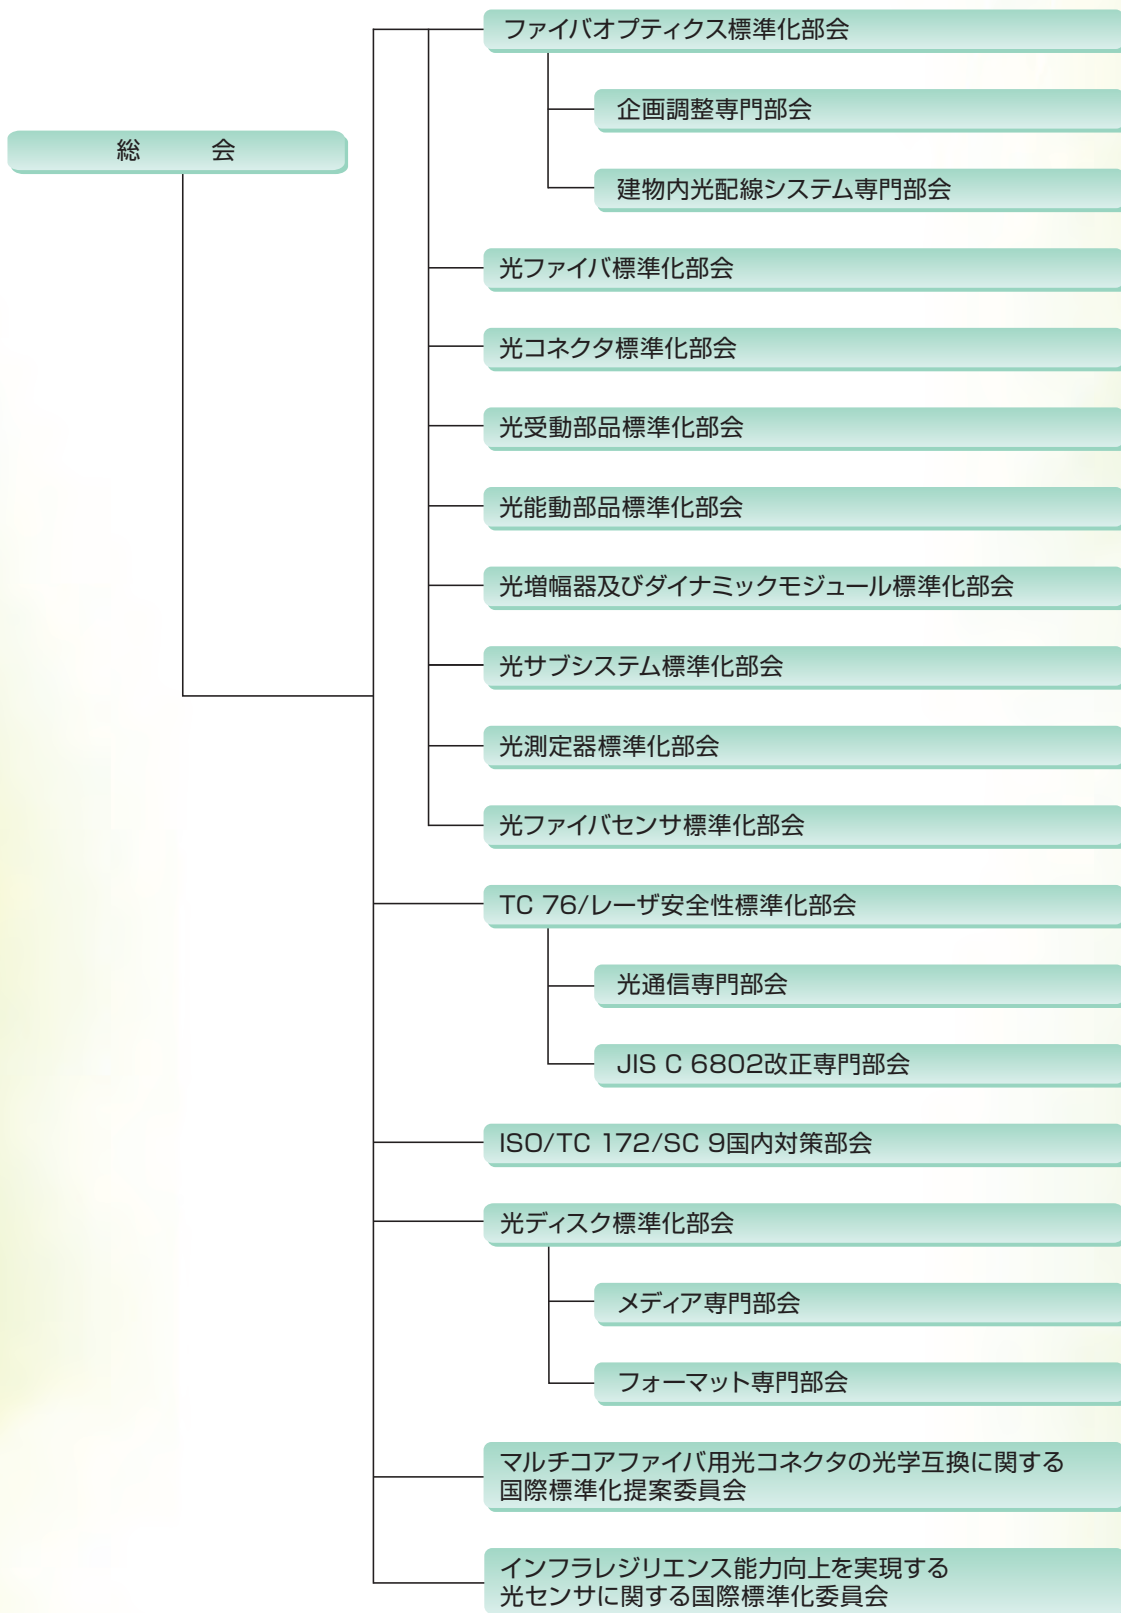 総 会
ファイバオプティクス標準化部会
企画調整専門部会
建物内光配線システム専門部会
光ファイバ標準化部会
光コネクタ標準化部会
光受動部品標準化部会
光能動部品標準化部会
光増幅器及びダイナミックモジュール標準化部会
光サブシステム標準化部会
光測定器標準化部会
光ファイバセンサ標準化部会
TC 76/レーザ安全性標準化部会
光通信専門部会
JIS C 6802改正専門部会
ISO/TC 172/SC 9国内対策部会
光ディスク標準化部会
メディア専門部会
フォーマット専門部会
マルチコアファイバ用光コネクタの光学互換に関する
国際標準化提案委員会
インフラレジリエンス能力向上を実現する
光センサに関する国際標準化委員会